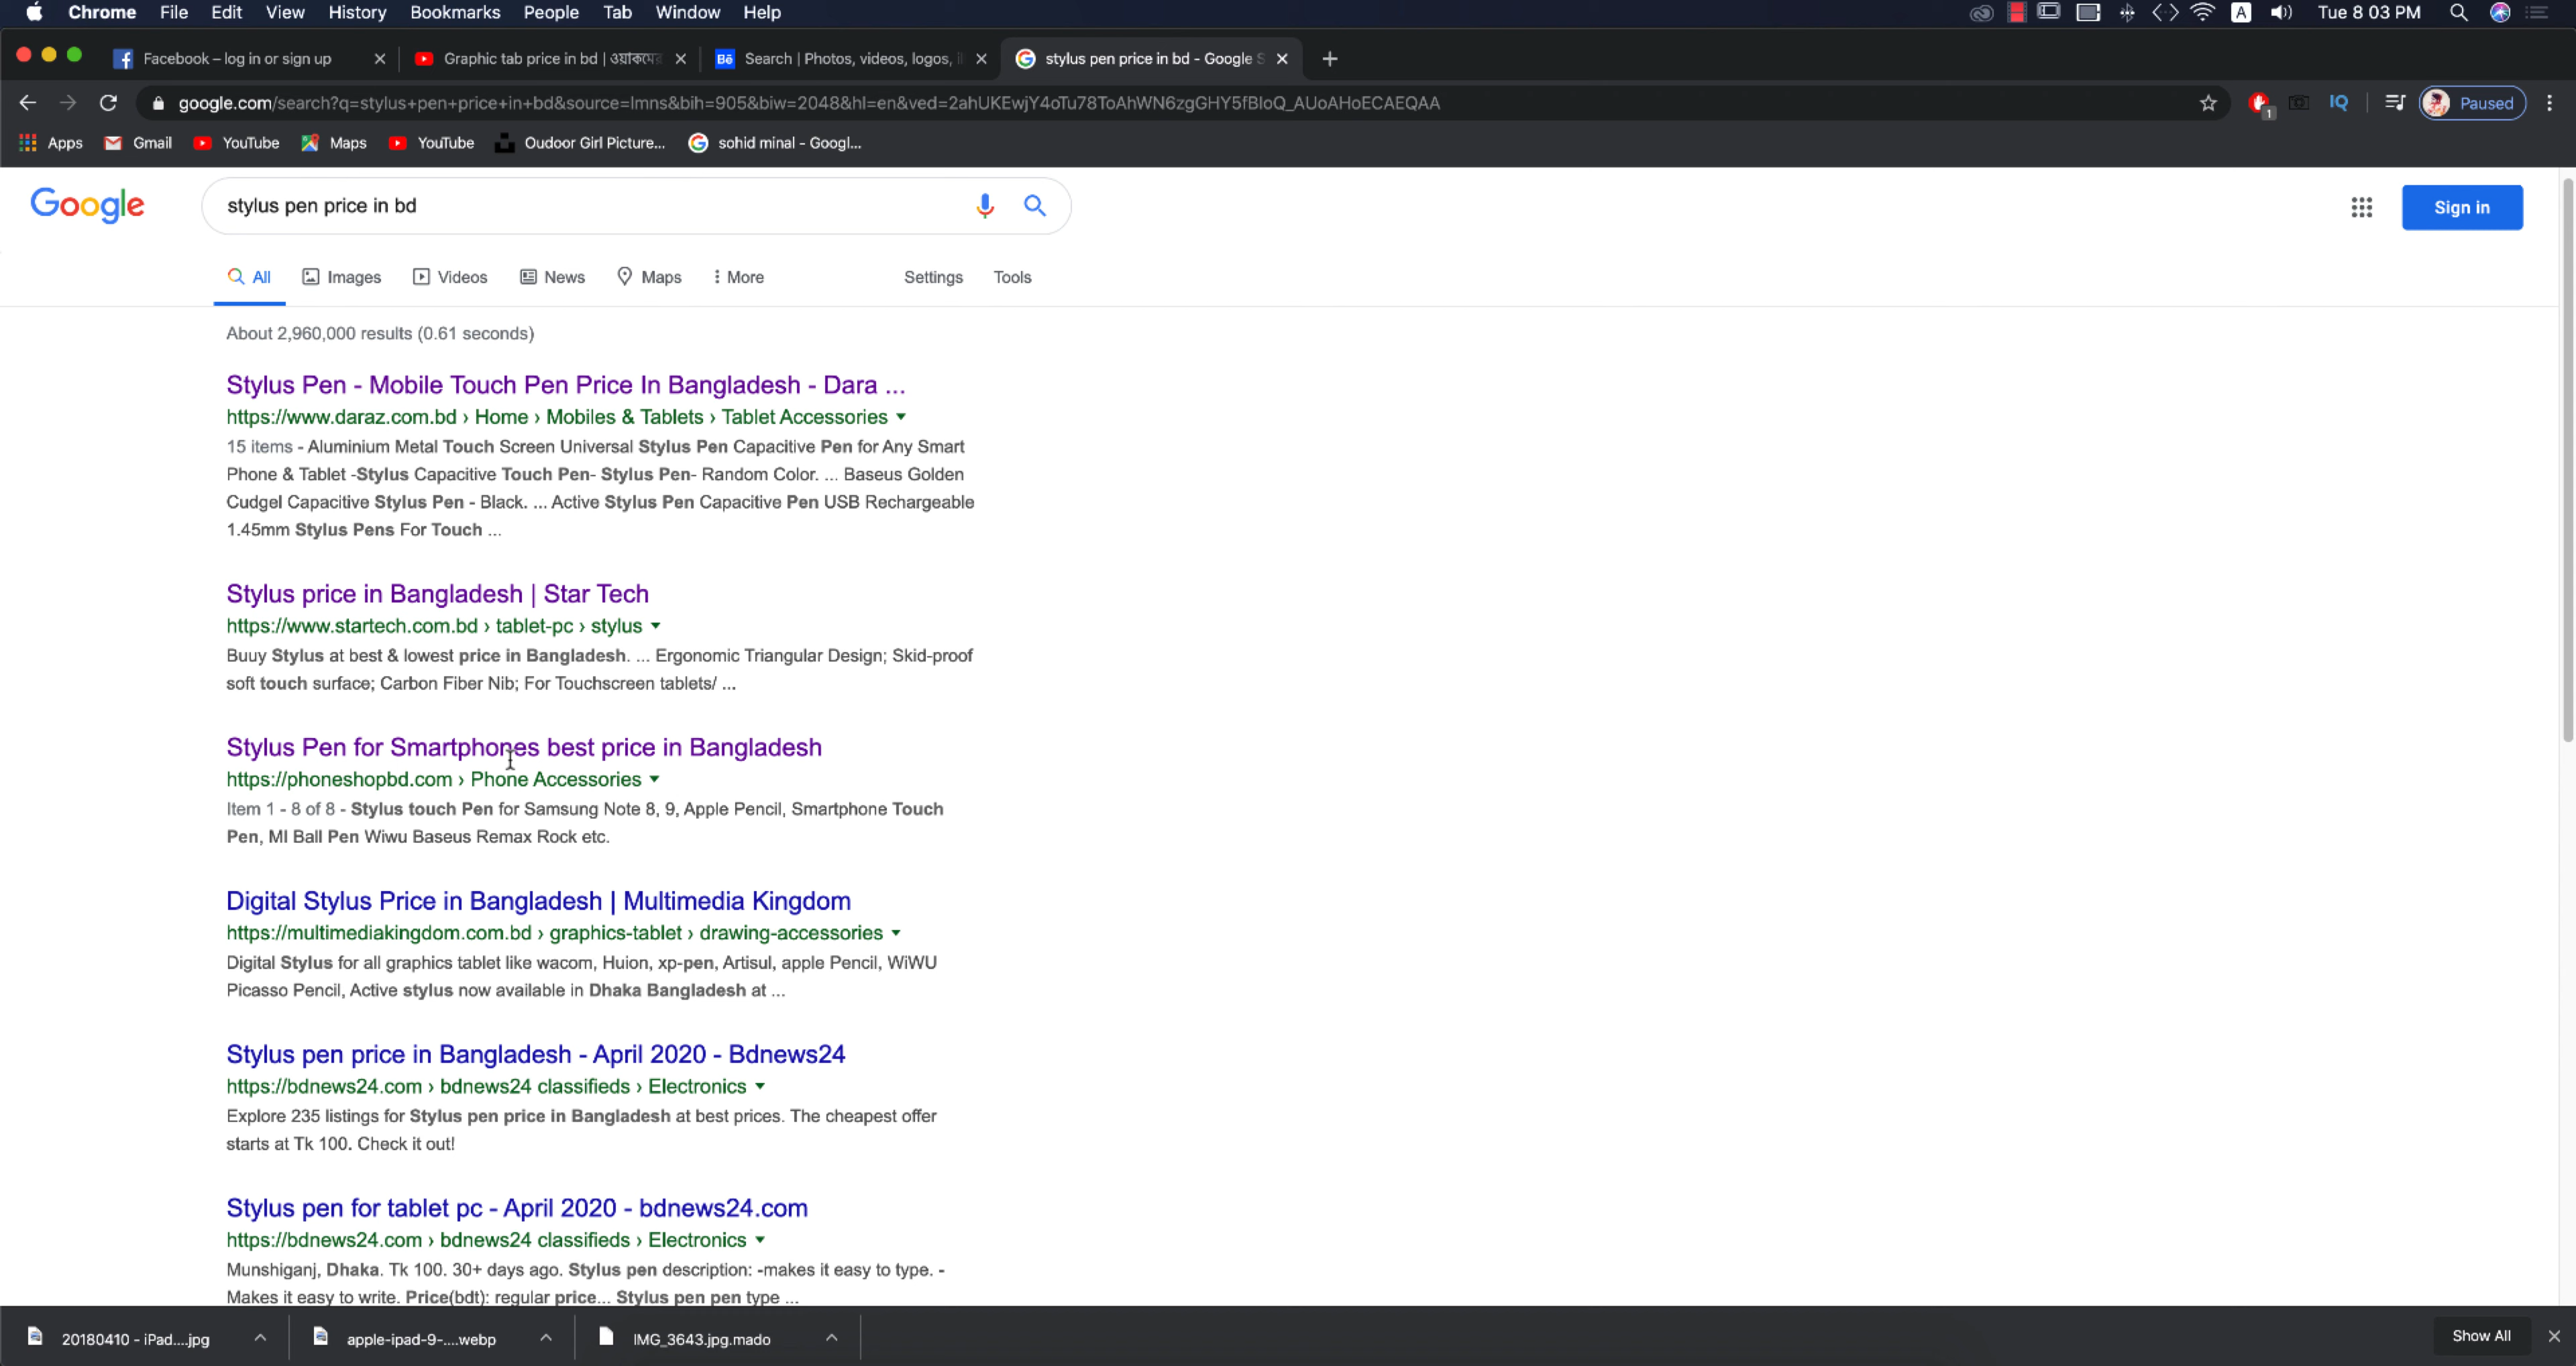 Chrome File Edit View History Bookmarks People Tab Window Help A Tue 8 03 PM
Facebook – log in or sign up Graphic tab price in bd | ওয়াকমের Bē Search | Photos, videos, logos, stylus pen price in bd - Google S
google.com/search?q=stylus+pen+price+in+bd&source=lmns&bih=905&biw=2048&hl=en&ved=2ahUKEwjY4oTu78ToAhWN6zgGHY5fBIoQ_AUoAHoECAEQAA 1 IQ Paused
Apps Gmail YouTube Maps YouTube Oudoor Girl Picture... sohid minal - Googl...
Google stylus pen price in bd Sign in
All Images Videos News Maps More Settings Tools
About 2,960,000 results (0.61 seconds)
Stylus Pen - Mobile Touch Pen Price In Bangladesh - Dara ...
https://www.daraz.com.bd › Home › Mobiles & Tablets › Tablet Accessories
15 items - Aluminium Metal Touch Screen Universal Stylus Pen Capacitive Pen for Any Smart
Phone & Tablet -Stylus Capacitive Touch Pen- Stylus Pen- Random Color. ... Baseus Golden
Cudgel Capacitive Stylus Pen - Black. ... Active Stylus Pen Capacitive Pen USB Rechargeable
1.45mm Stylus Pens For Touch ...
Stylus price in Bangladesh | Star Tech
https://www.startech.com.bd › tablet-pc › stylus
Buuy Stylus at best & lowest price in Bangladesh. ... Ergonomic Triangular Design; Skid-proof
soft touch surface; Carbon Fiber Nib; For Touchscreen tablets/ ...
Stylus Pen for Smartphones best price in Bangladesh
https://phoneshopbd.com › Phone Accessories
Item 1 - 8 of 8 - Stylus touch Pen for Samsung Note 8, 9, Apple Pencil, Smartphone Touch
Pen, MI Ball Pen Wiwu Baseus Remax Rock etc.
Digital Stylus Price in Bangladesh | Multimedia Kingdom
https://multimediakingdom.com.bd › graphics-tablet › drawing-accessories
Digital Stylus for all graphics tablet like wacom, Huion, xp-pen, Artisul, apple Pencil, WiWU
Picasso Pencil, Active stylus now available in Dhaka Bangladesh at ...
Stylus pen price in Bangladesh - April 2020 - Bdnews24
https://bdnews24.com › bdnews24 classifieds › Electronics
Explore 235 listings for Stylus pen price in Bangladesh at best prices. The cheapest offer
starts at Tk 100. Check it out!
Stylus pen for tablet pc - April 2020 - bdnews24.com
https://bdnews24.com › bdnews24 classifieds › Electronics
Munshiganj, Dhaka. Tk 100. 30+ days ago. Stylus pen description: -makes it easy to type. -
Makes it easy to write. Price(bdt): regular price... Stylus pen pen type ...
20180410 - iPad....jpg apple-ipad-9-....webp IMG_3643.jpg.mado Show All